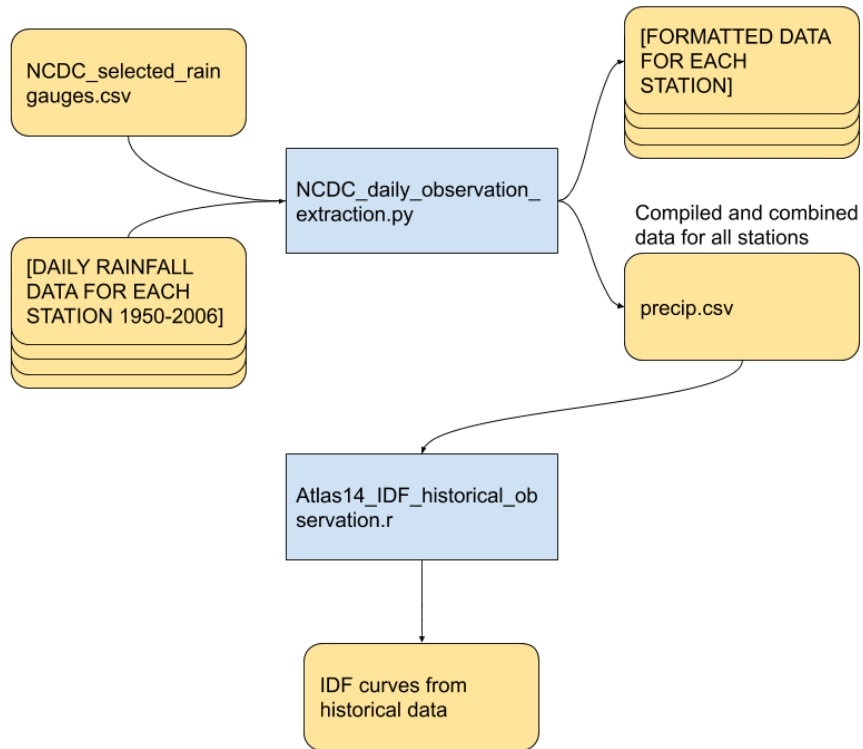 NCDC_selected_rain
gauges.csv
[FORMATTED DATA
FOR EACH
STATION]
NCDC_daily_observation_
extraction.py
[DAILY RAINFALL
DATA FOR EACH
STATION 1950-2006]
Compiled and combined
data for all stations
precip.csv
Atlas14_IDF_historical_ob
servation.r
IDF curves from
historical data